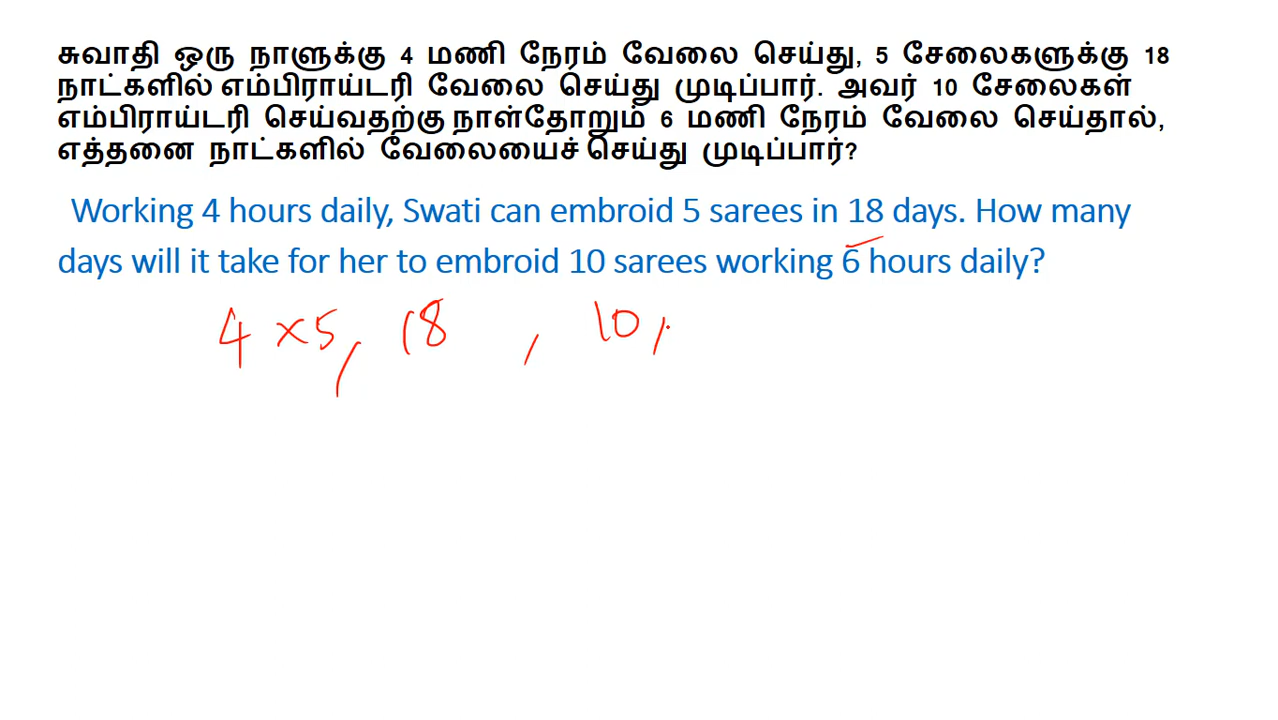 சுவாதி ஒரு நாளுக்கு 4 மணி நேரம் வேலை செய்து, 5 சேலைகளுக்கு 18
நாட்களில் எம்பிராய்டரி வேலை செய்து முடிப்பார். அவர் 10 சேலைகள்
எம்பிராய்டரி செய்வதற்கு நாள்தோறும் 6 மணி நேரம் வேலை செய்தால்,
எத்தனை நாட்களில் வேலையைச் செய்து முடிப்பார்?
Working 4 hours daily, Swati can embroid 5 sarees in 18 days. How many
days will it take for her to embroid 10 sarees working 6 hours daily?
4 ×5, 18 , 10,